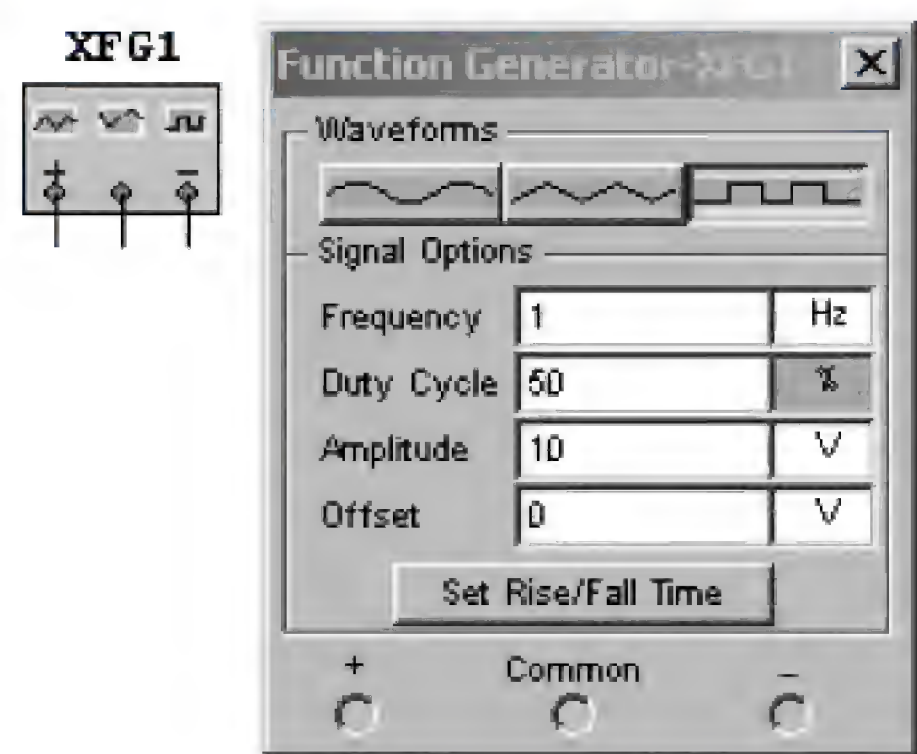 XFG1
Function Generator-XFG1
Waveforms
Signal Options
Frequency 1 Hz
Duty Cycle 50 %
Amplitude 10 V
Offset 0 V
Set Rise/Fall Time
+ Common -
+ -